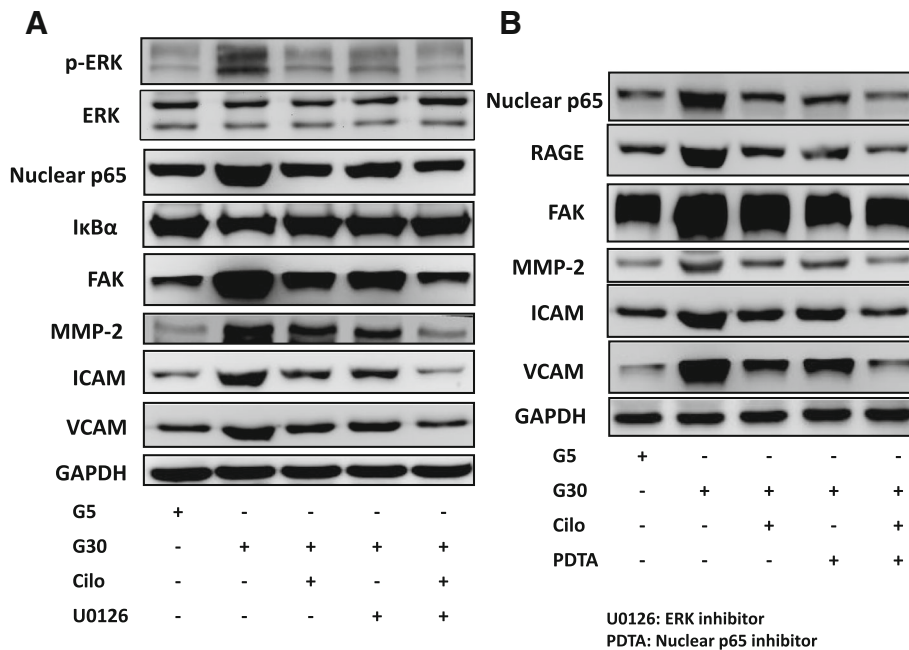 A
p-ERK
ERK
Nuclear p65
IκBα
FAK
MMP-2
ICAM
VCAM
GAPDH
G5 + - - - -
G30 - + + + +
Cilo - - + - +
U0126 - - - + +
B
Nuclear p65
RAGE
FAK
MMP-2
ICAM
VCAM
GAPDH
G5 + - - - -
G30 - + + + +
Cilo - - + - +
PDTA - - - + +
U0126: ERK inhibitor
PDTA: Nuclear p65 inhibitor